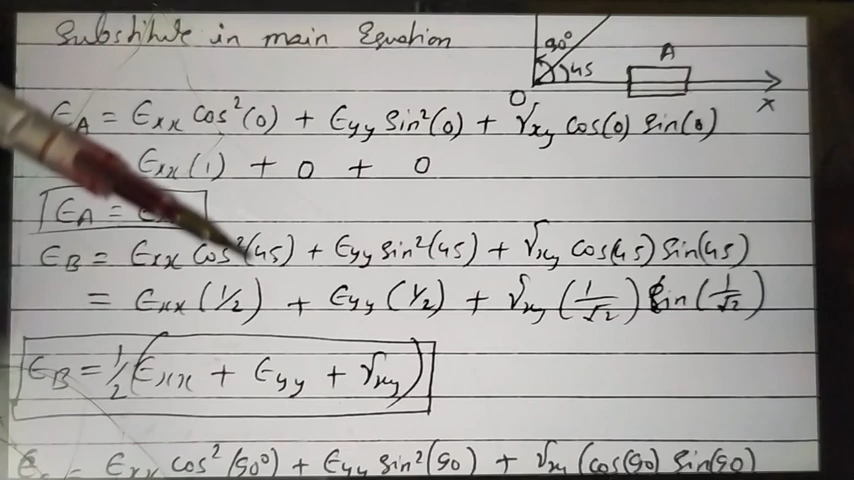 Substitute in main Equation
90°
45
A
O
x
ϵA = ϵxx cos²(0) + ϵyy sin²(0) + γxy cos(0) sin(0)
ϵxx (1) + 0 + 0
ϵA =
ϵB = ϵxx cos²(45) + ϵyy sin²(45) + γxy cos(45) sin(45)
= ϵxx (1/2) + ϵyy (1/2) + γxy (1/√2) sin (1/√2)
ϵB = 1/2 (ϵxx + ϵyy + γxy)
= ϵxx cos²(90°) + ϵyy sin²(90) + γxy (cos(90) sin(90)